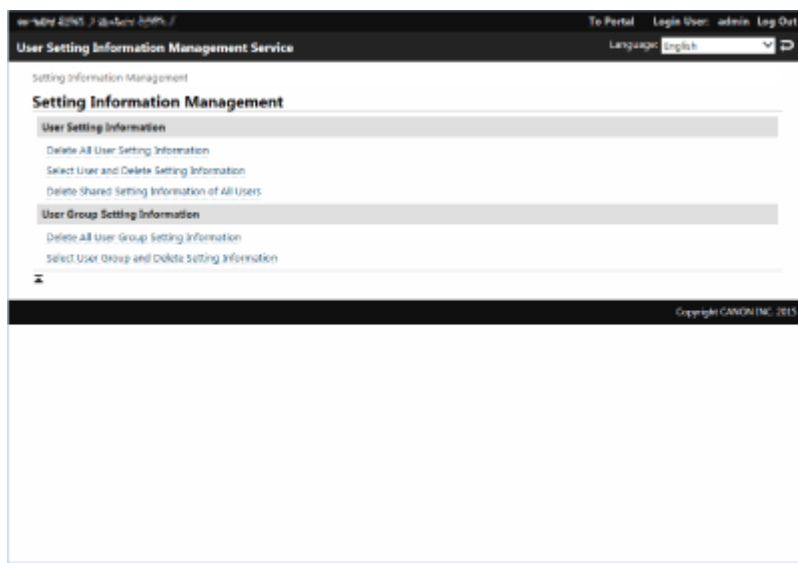 To Portal Login User: admin Log Out
User Setting Information Management Service
Language: English
Setting Information Management
Setting Information Management
User Setting Information
Delete All User Setting Information
Select User and Delete Setting Information
Delete Shared Setting Information of All Users
User Group Setting Information
Delete All User Group Setting Information
Select User Group and Delete Setting Information
Copyright CANON INC. 2015